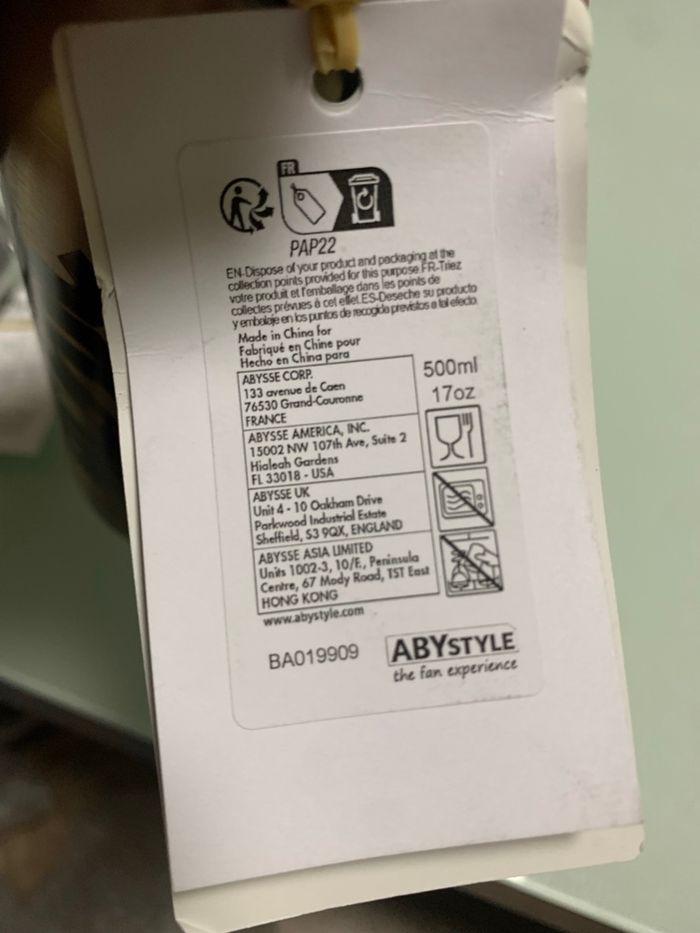 FR
PAP22
EN-Dispose of your product and packaging at the
collection points provided for this purpose.FR-Triez
votre produit et l'emballage dans les points de
collectes prévues à cet effet.ES-Deseche su producto
y embalaje en los puntos de recogida previstos a tal efecto.
Made in China for
Fabriqué en Chine pour
Hecho en China para
ABYSSE CORP.
133 avenue de Caen
76530 Grand-Couronne
FRANCE
500ml
17oz
ABYSSE AMERICA, INC.
15002 NW 107th Ave, Suite 2
Hialeah Gardens
FL 33018 - USA
ABYSSE UK
Unit 4 - 10 Oakham Drive
Parkwood Industrial Estate
Sheffield, S3 9QX, ENGLAND
ABYSSE ASIA LIMITED
Units 1002-3, 10/F., Peninsula
Centre, 67 Mody Road, TST East
HONG KONG
www.abystyle.com
BA019909
ABYSTYLE
the fan experience